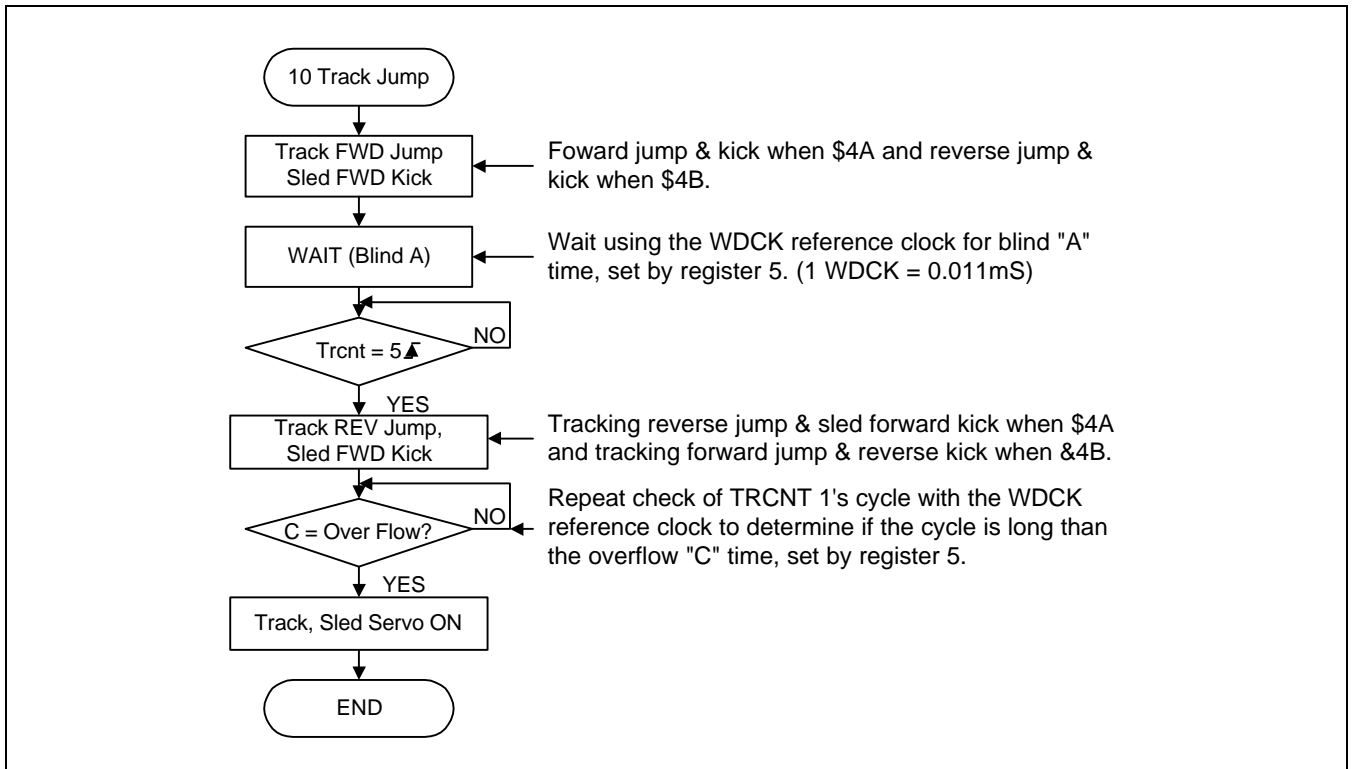 10 Track Jump
Track FWD Jump
Sled FWD Kick
Foward jump & kick when $4A and reverse jump &
kick when $4B.
WAIT (Blind A)
Wait using the WDCK reference clock for blind "A"
time, set by register 5. (1 WDCK = 0.011mS)
Trcnt = 5
NO
YES
Track REV Jump,
Sled FWD Kick
Tracking reverse jump & sled forward kick when $4A
and tracking forward jump & reverse kick when &4B.
C = Over Flow?
NO
Repeat check of TRCNT 1's cycle with the WDCK
reference clock to determine if the cycle is long than
the overflow "C" time, set by register 5.
YES
Track, Sled Servo ON
END